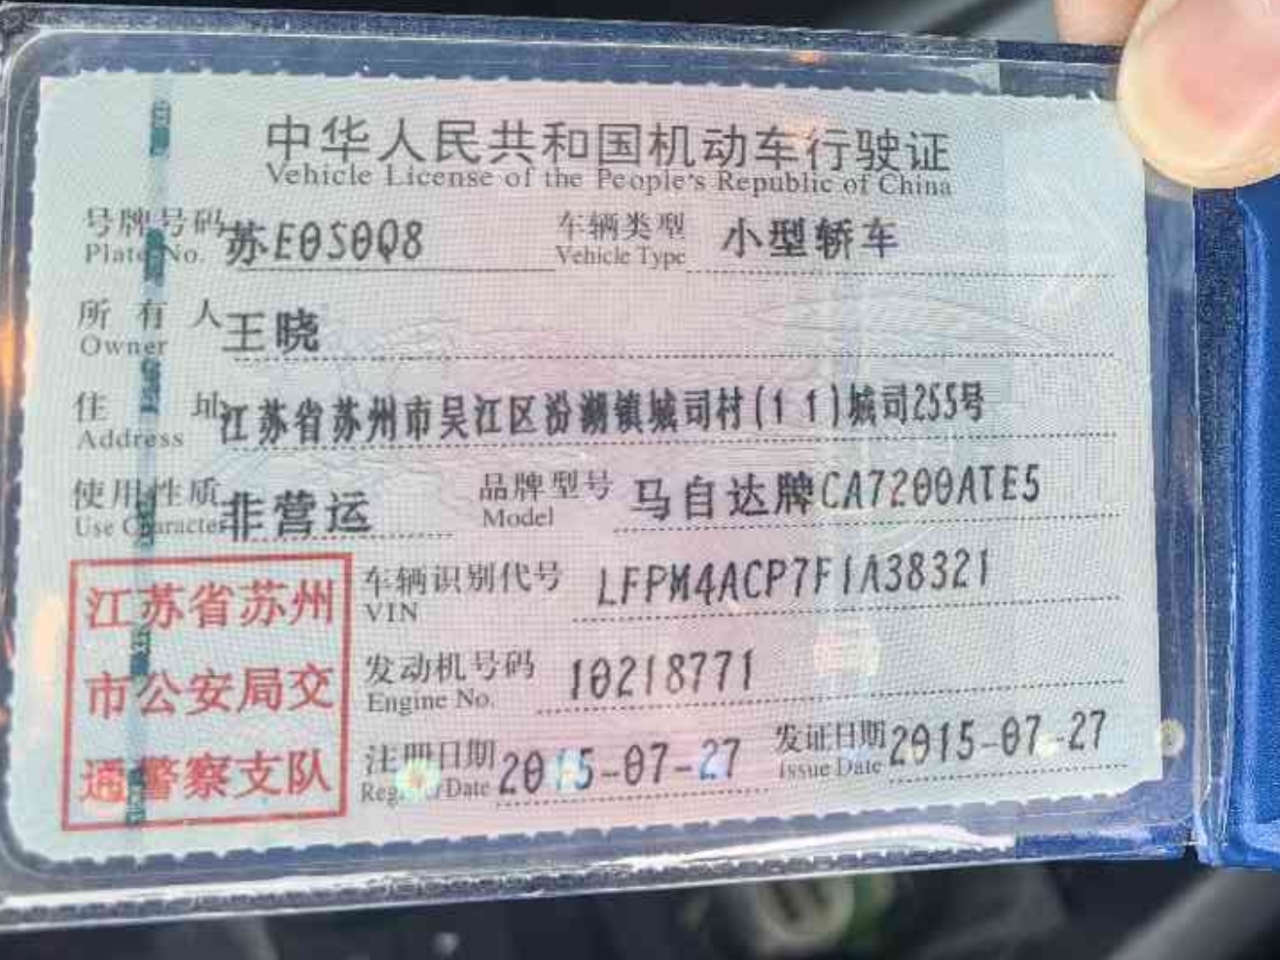 中华人民共和国机动车行驶证
Vehicle License of the People's Republic of China
号牌号码 苏E0S0Q8 车辆类型 小型轿车
Plate No. Vehicle Type
所有人 王晓
Owner
住址 江苏省苏州市吴江区汾湖镇城司村(11)城司255号
Address
使用性质 非营运 品牌型号 马自达牌CA7200ATE5
Use Character Model
江苏省苏州
市公安局交
通警察支队
车辆识别代号 LFPM4ACP7F1A38321
VIN
发动机号码 10218771
Engine No.
注册日期 2015-07-27 发证日期 2015-07-27
Register Date Issue Date